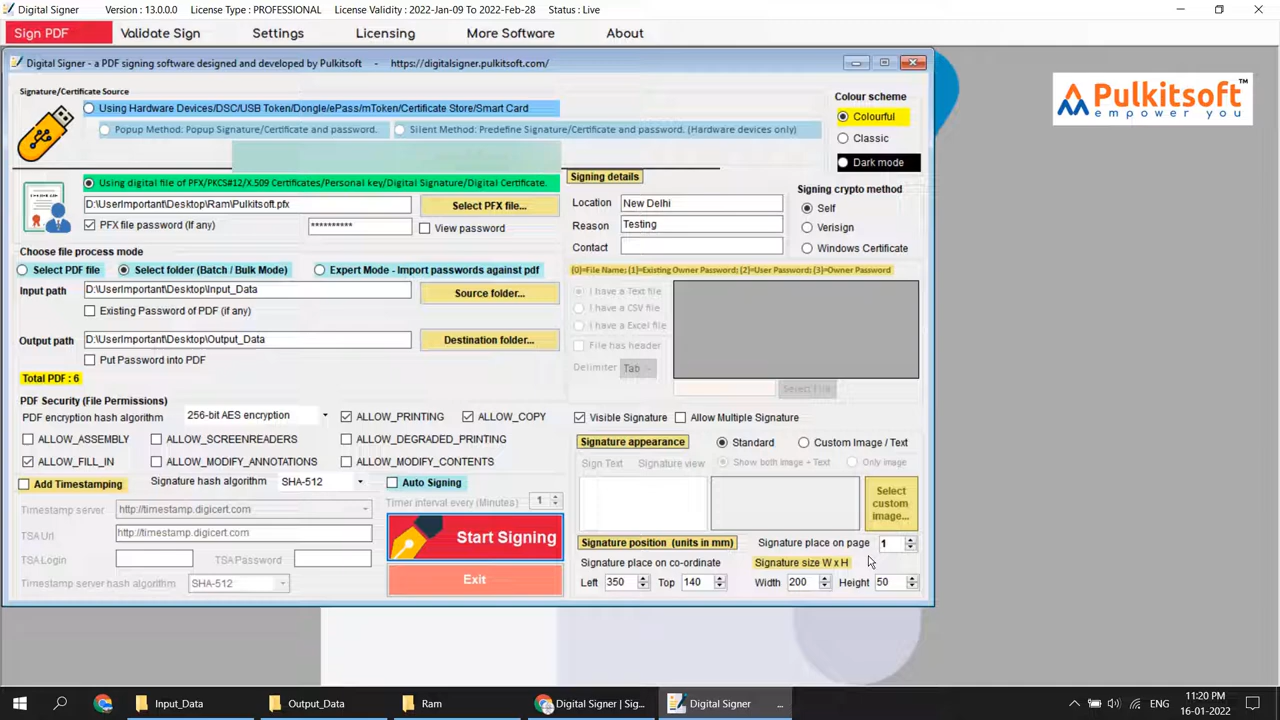 Digital Signer Version : 13.0.0.0 License Type : PROFESSIONAL License Validity : 2022-Jan-09 To 2022-Feb-28 Status : Live
Sign PDF Validate Sign Settings Licensing More Software About
Digital Signer - a PDF signing software designed and developed by Pulkitsoft - https://digitalsigner.pulkitsoft.com/
Pulkitsoft™
empower you
Signature/Certificate Source
Using Hardware Devices/DSC/USB Token/Dongle/ePass/mToken/Certificate Store/Smart Card
Popup Method: Popup Signature/Certificate and password.
Silent Method: Predefine Signature/Certificate and password. (Hardware devices only)
Colour scheme
Colourful
Classic
Dark mode
Using digital file of PFX/PKCS#12/X.509 Certificates/Personal key/Digital Signature/Digital Certificate.
D:\UserImportant\Desktop\Ram\Pulkitsoft.pfx
Select PFX file...
PFX file password (If any)
**********
View password
Signing details
Location New Delhi
Reason Testing
Contact
Signing crypto method
Self
Verisign
Windows Certificate
Choose file process mode
Select PDF file Select folder (Batch / Bulk Mode) Expert Mode - Import passwords against pdf
Input path D:\UserImportant\Desktop\Input_Data Source folder...
Existing Password of PDF (if any)
Output path D:\UserImportant\Desktop\Output_Data Destination folder...
Put Password into PDF
Total PDF : 6
{0}=File Name; {1}=Existing Owner Password; {2}=User Password; {3}=Owner Password
I have a Text file
I have a CSV file
I have a Excel file
File has header
Delimiter Tab
Select File
PDF Security (File Permissions)
PDF encryption hash algorithm 256-bit AES encryption ALLOW_PRINTING ALLOW_COPY
ALLOW_ASSEMBLY ALLOW_SCREENREADERS ALLOW_DEGRADED_PRINTING
ALLOW_FILL_IN ALLOW_MODIFY_ANNOTATIONS ALLOW_MODIFY_CONTENTS
Add Timestamping Signature hash algorithm SHA-512 Auto Signing
Timestamp server http://timestamp.digicert.com Timer interval every (Minutes) 1
TSA Url http://timestamp.digicert.com
TSA Login TSA Password
Timestamp server hash algorithm SHA-512
Start Signing
Exit
Visible Signature Allow Multiple Signature
Signature appearance Standard Custom Image / Text
Sign Text Signature view Show both image + Text Only image
Select custom image...
Signature position (units in mm) Signature place on page 1
Signature place on co-ordinate Signature size W x H
Left 350 Top 140 Width 200 Height 50
Input_Data Output_Data Ram Digital Signer | Sig... Digital Signer ...
ENG
11:20 PM
16-01-2022